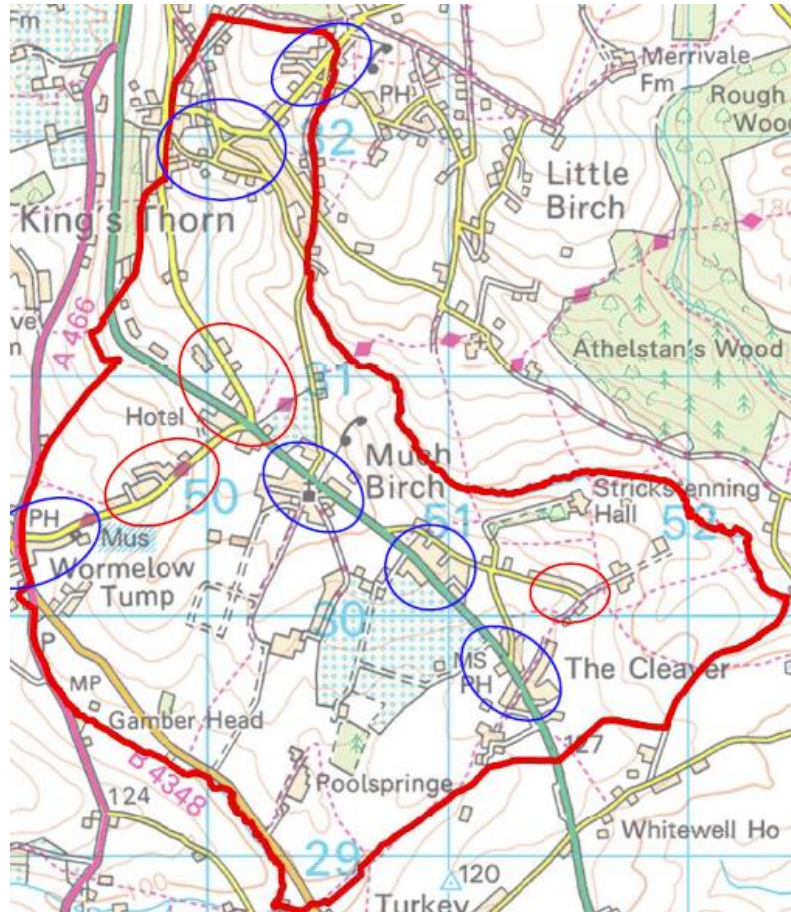 Fm
Merrivale
Fm
PH
Rough
Wood
32
Little
Birch
King's Thorn
A 466
Athelstan's Wood
31
Hotel
Much
Birch
Strickstenning
Hall
50
51
52
PH
Mus
Wormelow
Tump
30
P
MS
PH
The Cleaver
MP
Gamber Head
127
B 4348
Poolspringe
124
Whitewell Ho
29
120
Turkey